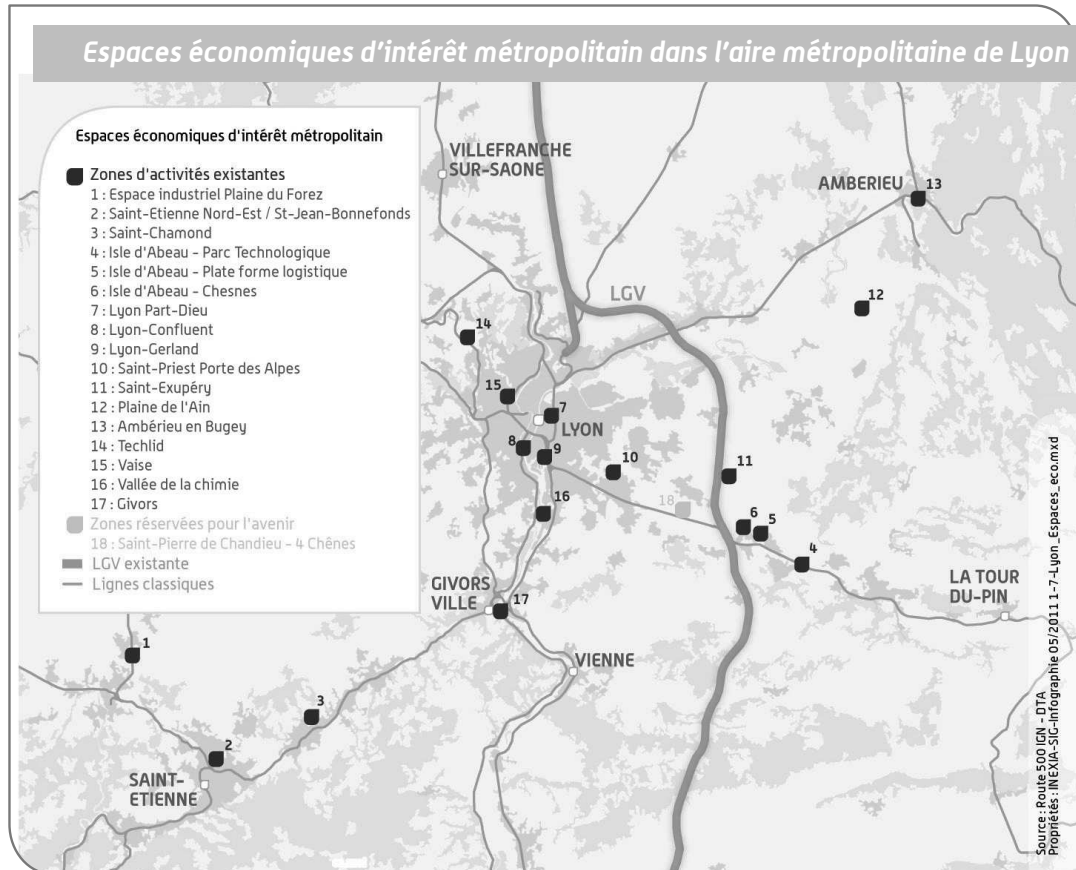 Espaces économiques d'intérêt métropolitain dans l'aire métropolitaine de Lyon
Espaces économiques d'intérêt métropolitain
Zones d'activités existantes
1 : Espace industriel Plaine du Forez
2 : Saint-Etienne Nord-Est / St-Jean-Bonnefonds
3 : Saint-Chamond
4 : Isle d'Abeau - Parc Technologique
5 : Isle d'Abeau - Plate forme logistique
6 : Isle d'Abeau - Chesnes
7 : Lyon Part-Dieu
8 : Lyon-Confluent
9 : Lyon-Gerland
10 : Saint-Priest Porte des Alpes
11 : Saint-Exupéry
12 : Plaine de l'Ain
13 : Ambérieu en Bugey
14 : Techlid
15 : Vaise
16 : Vallée de la chimie
17 : Givors
Zones réservées pour l'avenir
18 : Saint-Pierre de Chandieu - 4 Chênes
LGV existante
Lignes classiques
VILLEFRANCHE
SUR-SAONE
AMBERIEU
13
LGV
12
14
15
7
LYON
8
9
10
11
18
16
6
5
4
GIVORS
VILLE
17
LA TOUR
DU-PIN
VIENNE
1
3
2
SAINT-
ETIENNE
Source : Route 500 IGN - DTA
Propriétés : INEXIA-SIG-Infographie 05/2011 1-7-Lyon_Espaces_eco.mxd